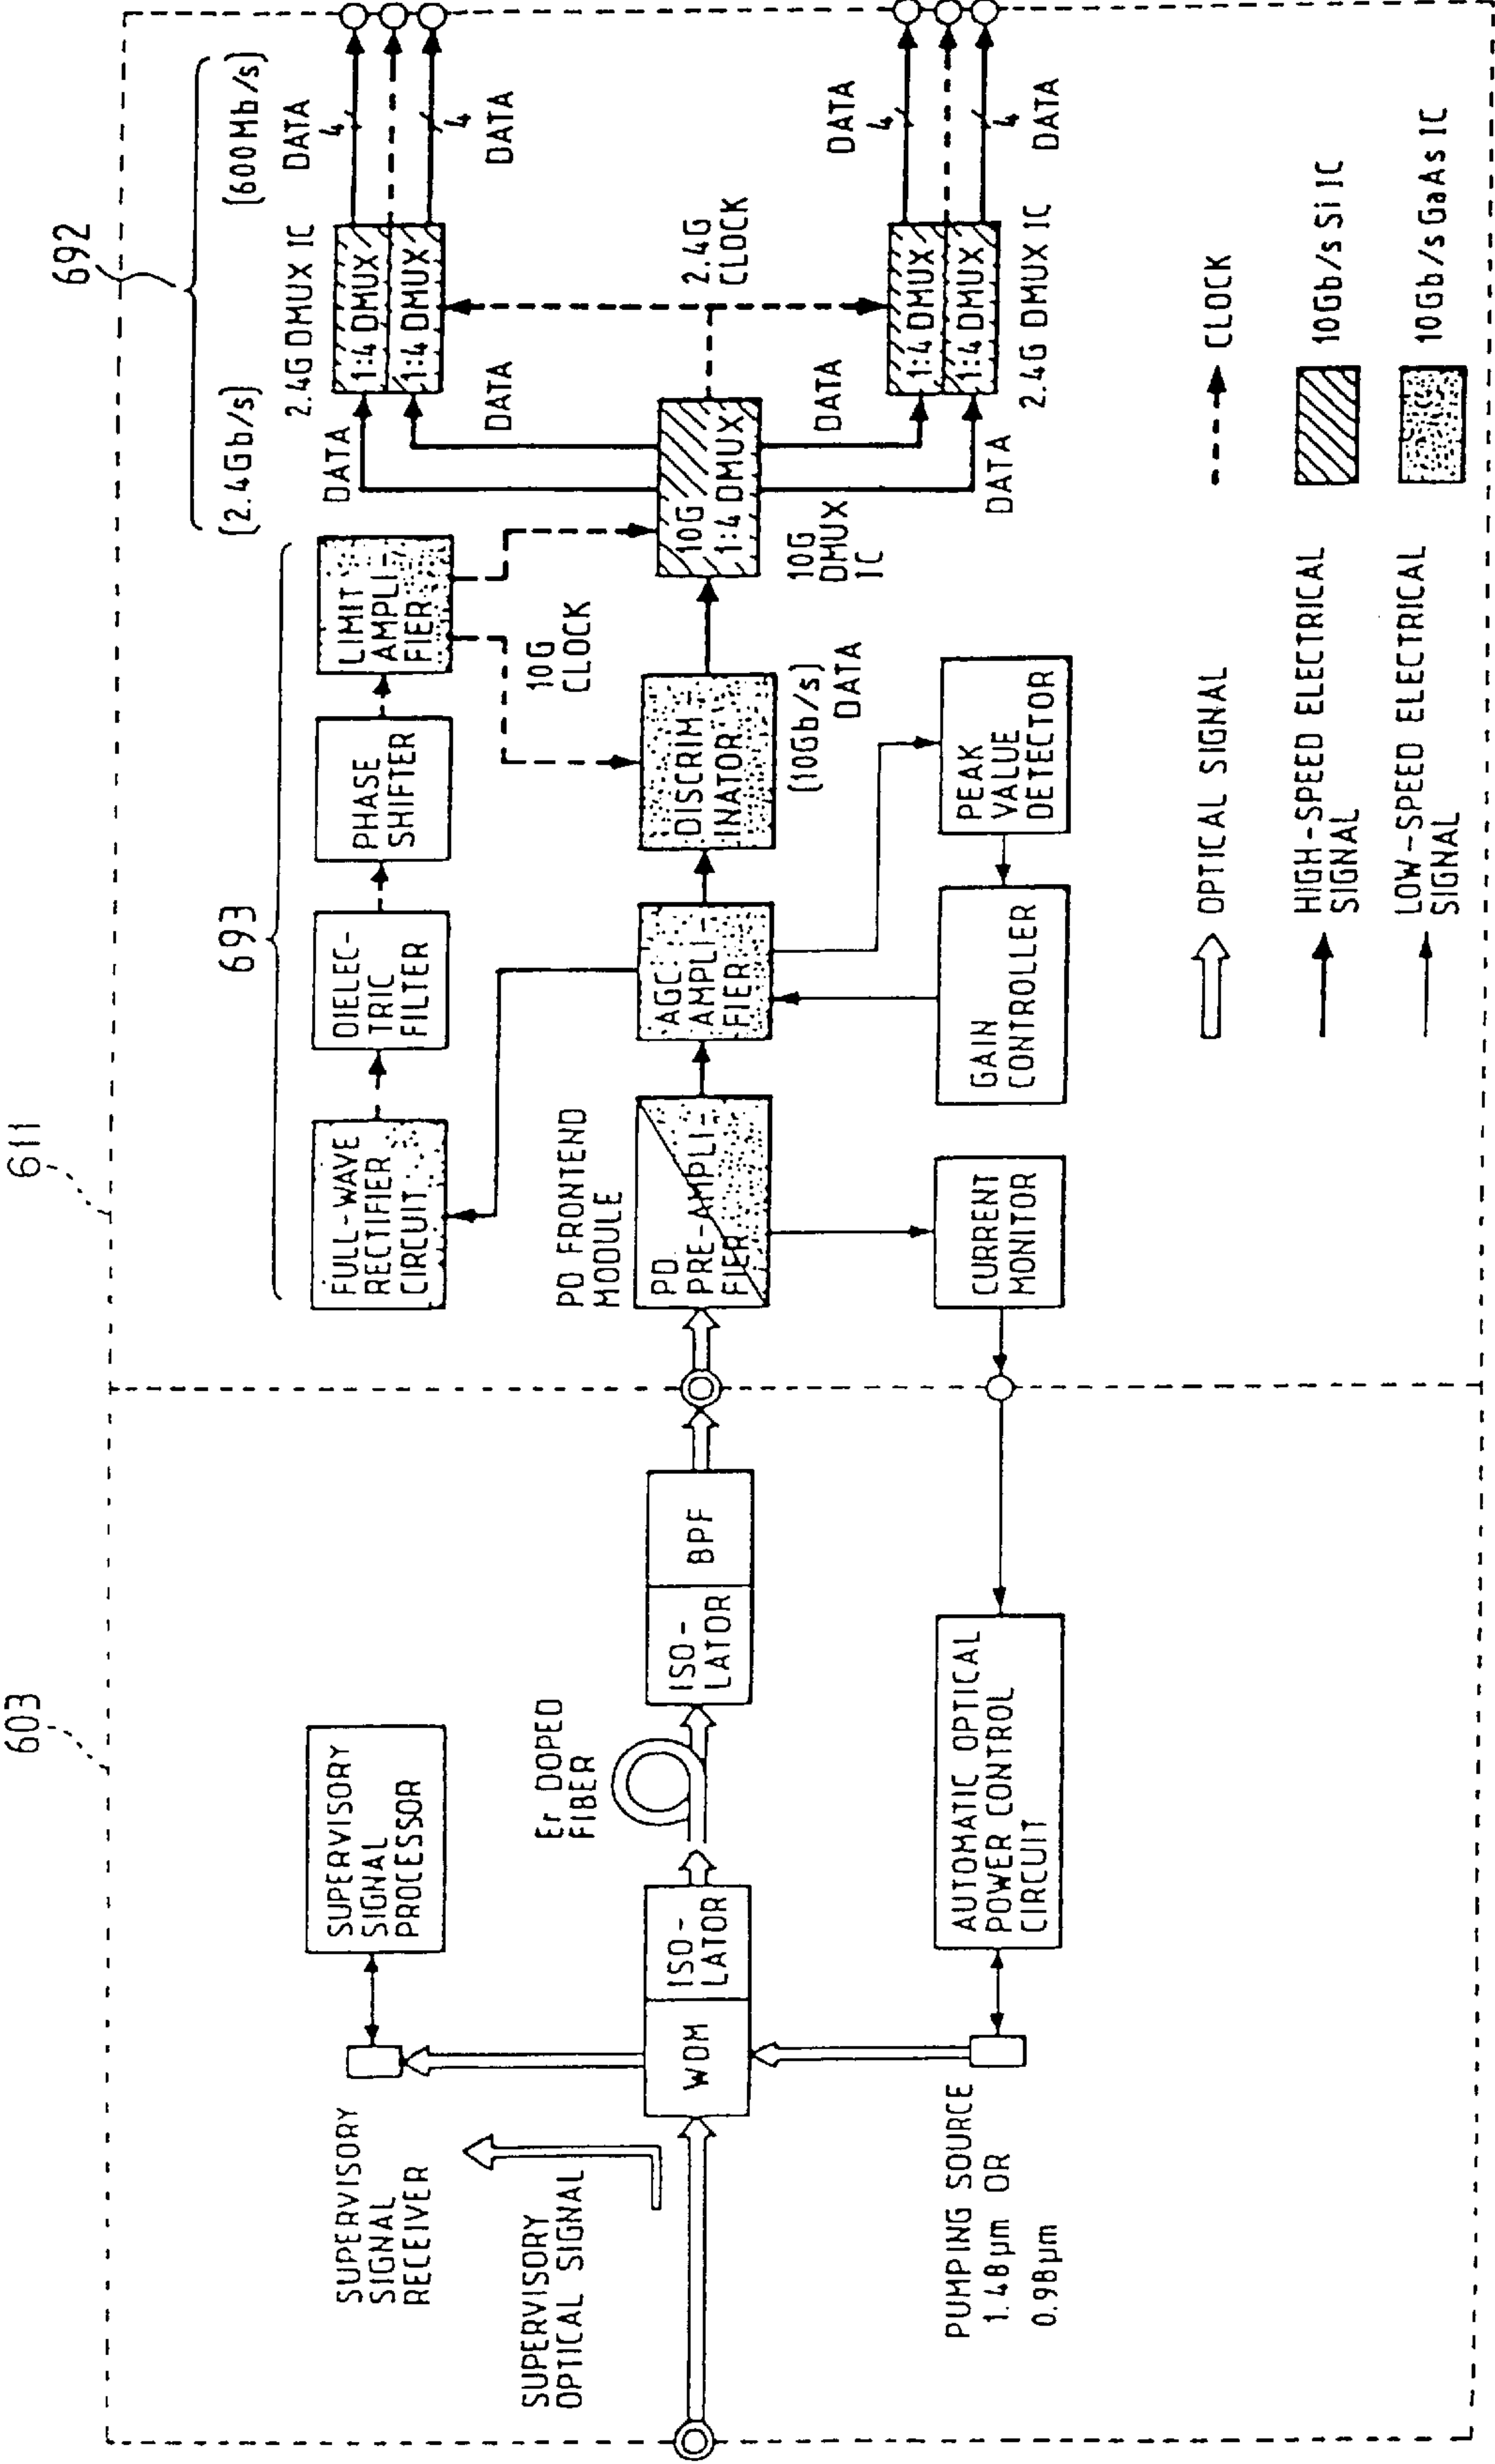 603
611
692
693
(2.4Gb/s)
(600Mb/s)
SUPERVISORY
SIGNAL
RECEIVER
SUPERVISORY
SIGNAL
PROCESSOR
SUPERVISORY
OPTICAL SIGNAL
WDM
ISO-
LATOR
Er DOPED
FIBER
ISO-
LATOR
BPF
PUMPING SOURCE
1.48μm OR
0.98μm
AUTOMATIC OPTICAL
POWER CONTROL
CIRCUIT
FULL-WAVE
RECTIFIER
CIRCUIT
DIELEC-
TRIC
FILTER
PHASE
SHIFTER
LIMIT
AMPLI-
FIER
10G
CLOCK
PD FRONTEND
MODULE
PD
PRE-AMPLI-
FIER
AGC
AMPLI-
FIER
DISCRIM-
INATOR
(10Gb/s)
DATA
10G
1:4 DMUX
10G
DMUX
IC
CURRENT
MONITOR
GAIN
CONTROLLER
PEAK
VALUE
DETECTOR
2.4G DMUX IC
1:4 DMUX
1:4 DMUX
DATA
DATA
DATA
4
4
DATA
2.4G
CLOCK
DATA
DATA
1:4 DMUX
1:4 DMUX
2.4G DMUX IC
DATA
4
4
DATA
OPTICAL SIGNAL
HIGH-SPEED ELECTRICAL
SIGNAL
LOW-SPEED ELECTRICAL
SIGNAL
CLOCK
10Gb/s Si IC
10Gb/s GaAs IC